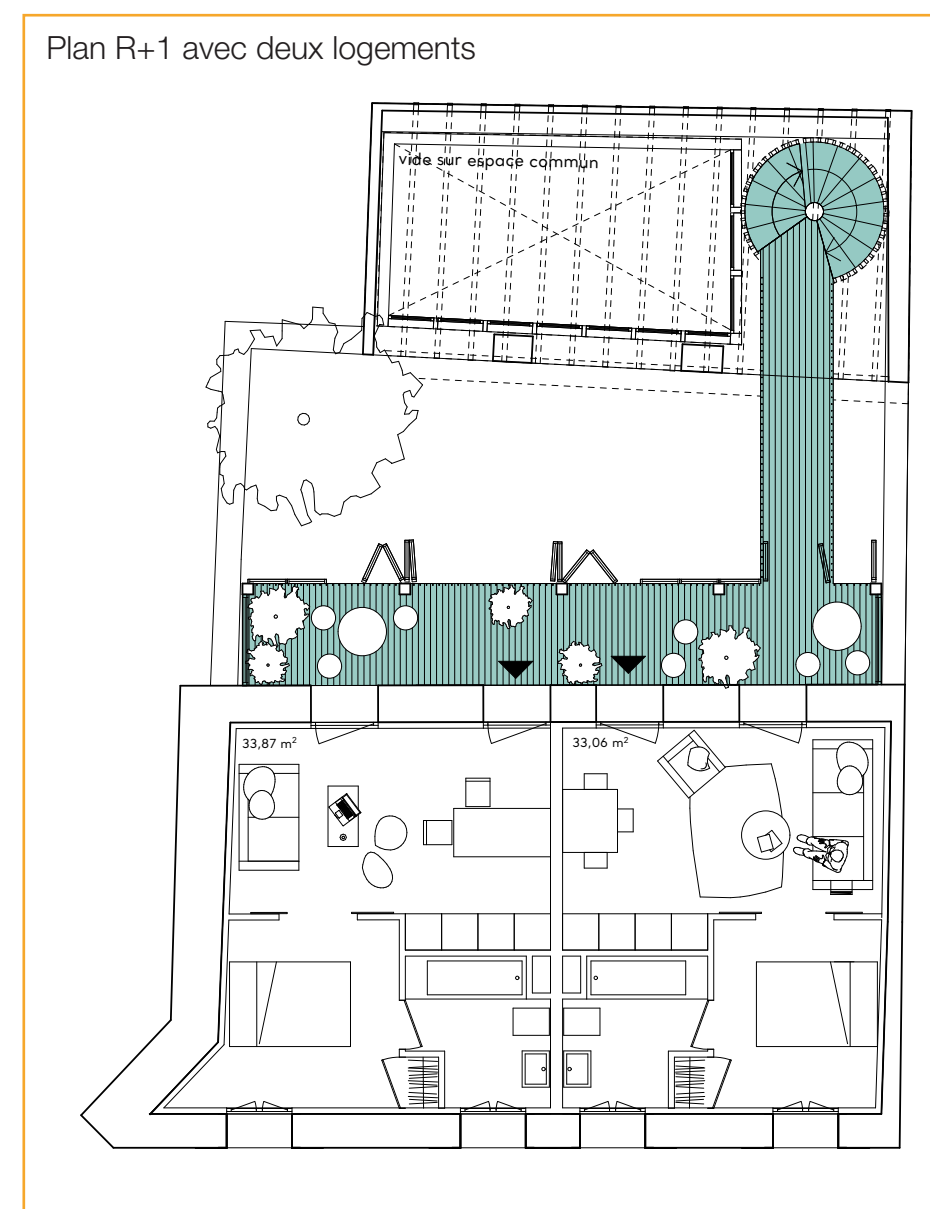 Plan R+1 avec deux logements
vide sur espace commun
33,87 m²
33,06 m²